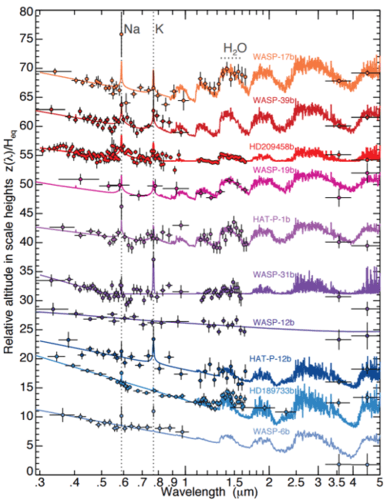 80
75
70
65
60
55
50
45
40
35
30
25
20
15
10
5
0
Relative altitude in scale heights z(λ)/Heq
Na
K
H2O
WASP-17b
WASP-39b
HD209458b
WASP-19b
HAT-P-1b
WASP-31b
WASP-12b
HAT-P-12b
HD189733b
WASP-6b
.3 .4 .5 .6 .7 .8 .9 1 1.5 2 2.5 3 3.5 4 5
Wavelength (μm)